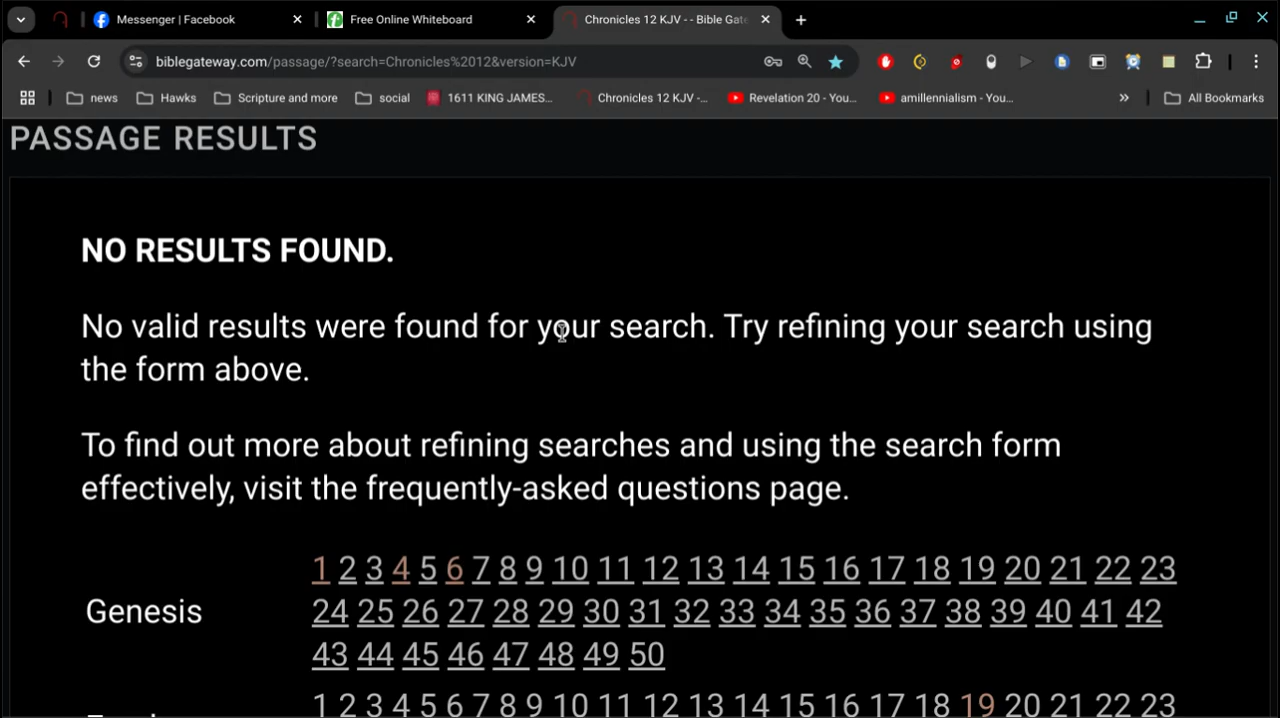 Messenger | Facebook
Free Online Whiteboard
Chronicles 12 KJV - - Bible Gate
biblegateway.com/passage/?search=Chronicles%2012&version=KJV
news
Hawks
Scripture and more
social
1611 KING JAMES...
Chronicles 12 KJV -...
Revelation 20 - You...
amillennialism - You...
All Bookmarks
PASSAGE RESULTS
NO RESULTS FOUND.
No valid results were found for your search. Try refining your search using
the form above.
To find out more about refining searches and using the search form
effectively, visit the frequently-asked questions page.
Genesis
1 2 3 4 5 6 7 8 9 10 11 12 13 14 15 16 17 18 19 20 21 22 23
24 25 26 27 28 29 30 31 32 33 34 35 36 37 38 39 40 41 42
43 44 45 46 47 48 49 50
1 2 3 4 5 6 7 8 9 10 11 12 13 14 15 16 17 18 19 20 21 22 23